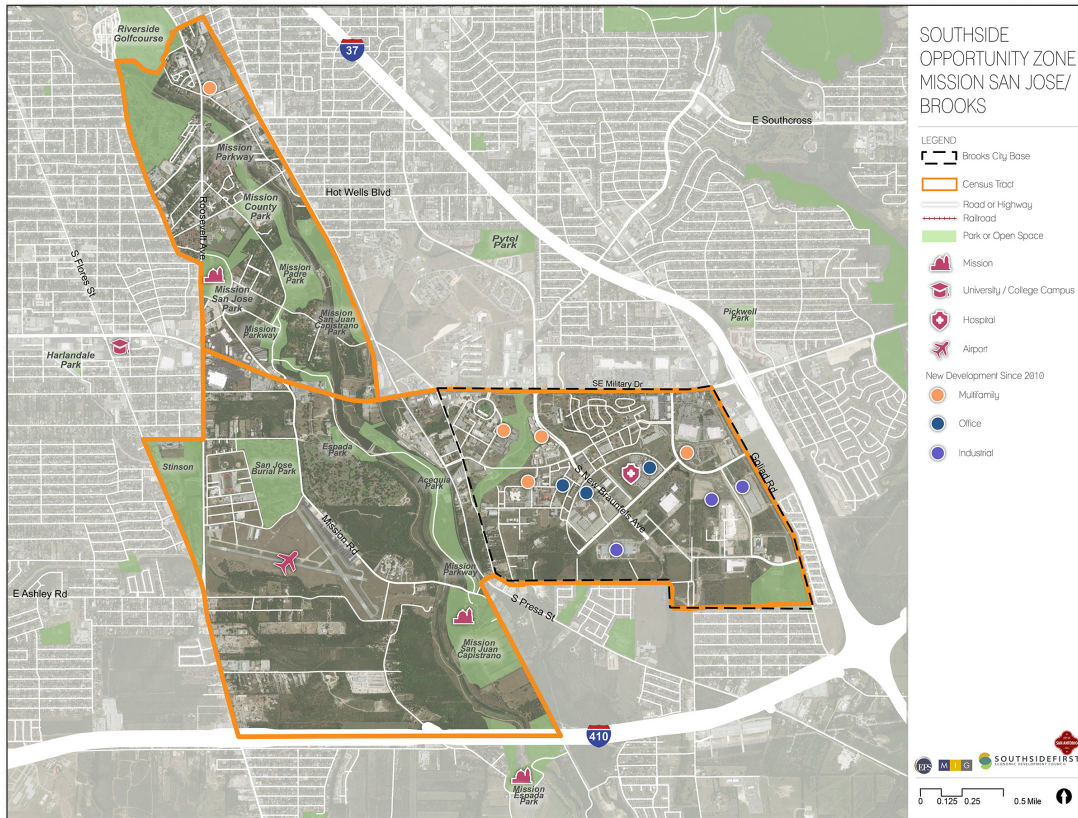 SOUTHSIDE
OPPORTUNITY ZONE
MISSION SAN JOSE/
BROOKS
LEGEND
Brooks City Base
Census Tract
Road or Highway
Railroad
Park or Open Space
Mission
University / College Campus
Hospital
Airport
New Development Since 2010
Multifamily
Office
Industrial
Riverside
Golfcourse
37
E Southcross
Mission
Parkway
Hot Wells Blvd
Mission
County
Park
Roosevelt Ave
Pytel
Park
S Flores St
Mission
Padre
Park
Mission
San Jose
Park
Mission
San Juan
Capistrano
Park
Mission
Parkway
Pickwell
Park
Harlandale
Park
SE Military Dr
Espada
Park
Stinson
San Jose
Burial Park
Acequia
Park
S New Braunfels Ave
Goliad Rd
Mission Rd
Mission
Parkway
E Ashley Rd
S Presa St
Mission
San Juan
Capistrano
410
Mission
Espada
Park
CITY OF
SAN ANTONIO
EPS
M I G
SOUTHSIDEFIRST
ECONOMIC DEVELOPMENT COUNCIL
0 0.125 0.25 0.5 Mile